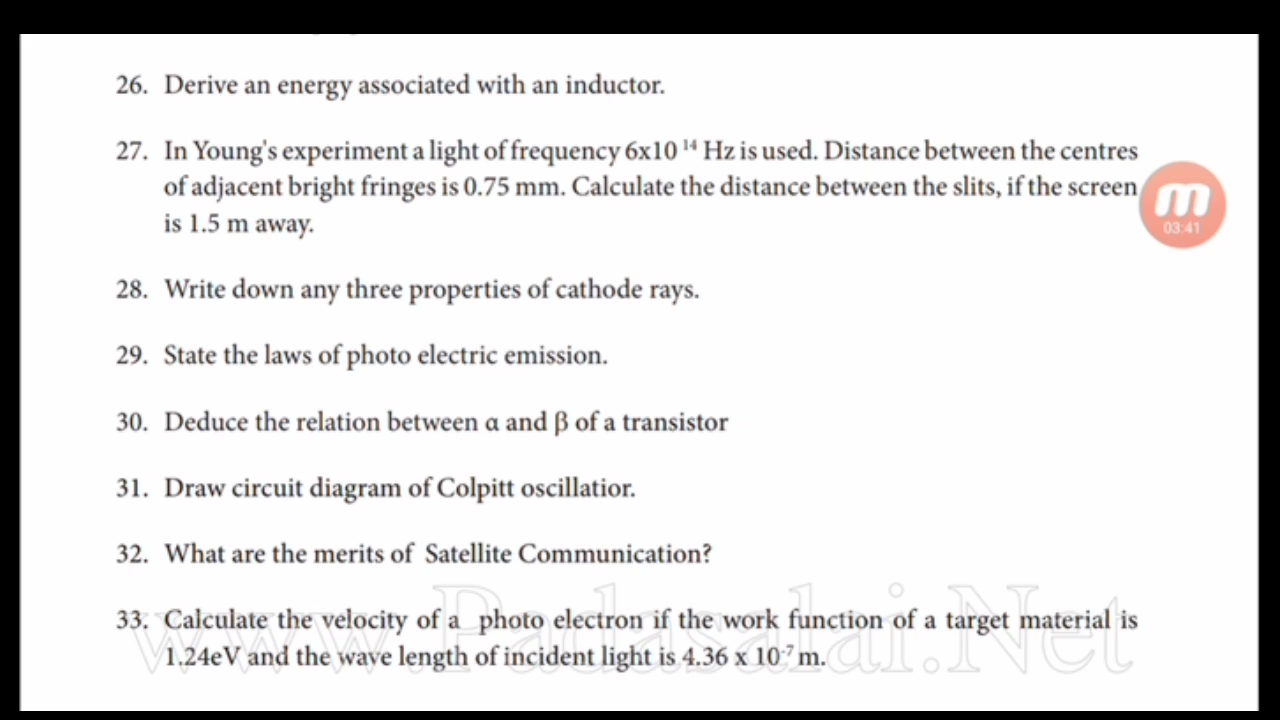 26. Derive an energy associated with an inductor.
27. In Young's experiment a light of frequency 6x10 ¹⁴ Hz is used. Distance between the centres
of adjacent bright fringes is 0.75 mm. Calculate the distance between the slits, if the screen
is 1.5 m away.
m
03:41
28. Write down any three properties of cathode rays.
29. State the laws of photo electric emission.
30. Deduce the relation between α and β of a transistor
31. Draw circuit diagram of Colpitt oscillatior.
32. What are the merits of Satellite Communication?
www.Padasalai.Net
33. Calculate the velocity of a photo electron if the work function of a target material is
1.24eV and the wave length of incident light is 4.36 x 10⁻⁷ m.